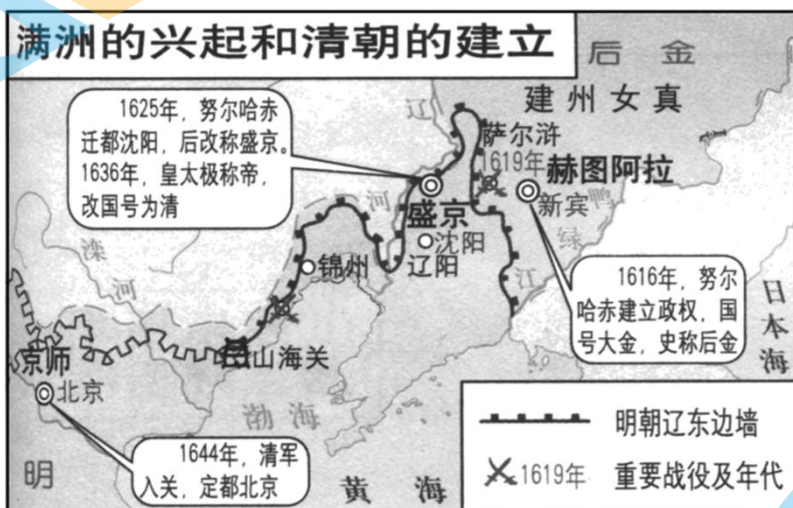 满洲的兴起和清朝的建立
后金
建州女真
1625年，努尔哈赤
迁都沈阳，后改称盛京。
1636年，皇太极称帝，
改国号为清
辽
河
萨尔浒
1619年
赫图阿拉
新宾
鸭
绿
江
盛京
沈阳
辽阳
锦州
滦
河
山海关
1616年，努尔
哈赤建立政权，国
号大金，史称后金
日本海
京师
北京
渤海
明
1644年，清军
入关，定都北京
黄海
明朝辽东边墙
1619年
重要战役及年代